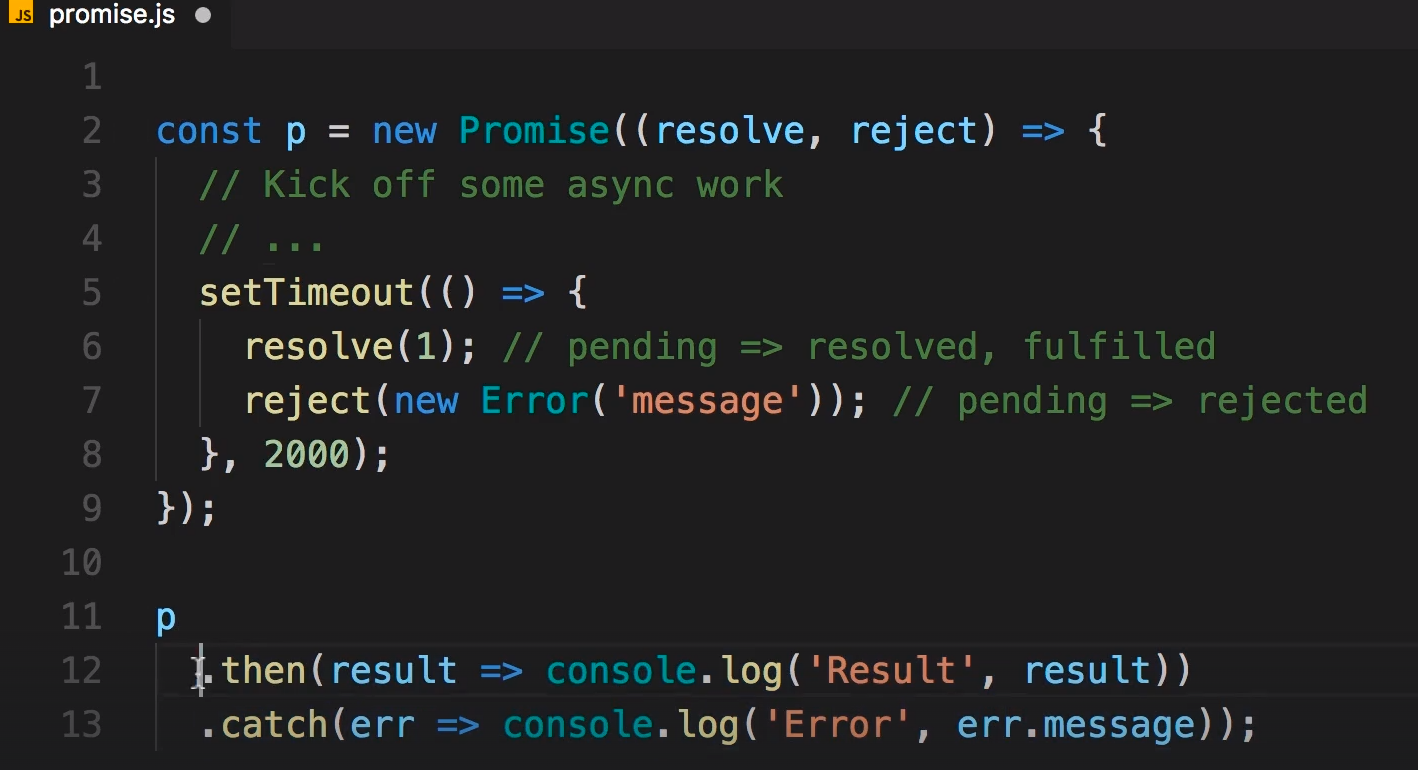 JS promise.js
1
2 const p = new Promise((resolve, reject) => {
3   // Kick off some async work
4   // ...
5   setTimeout(() => {
6     resolve(1); // pending => resolved, fulfilled
7     reject(new Error('message')); // pending => rejected
8   }, 2000);
9 });
10
11 p
12   .then(result => console.log('Result', result))
13   .catch(err => console.log('Error', err.message));